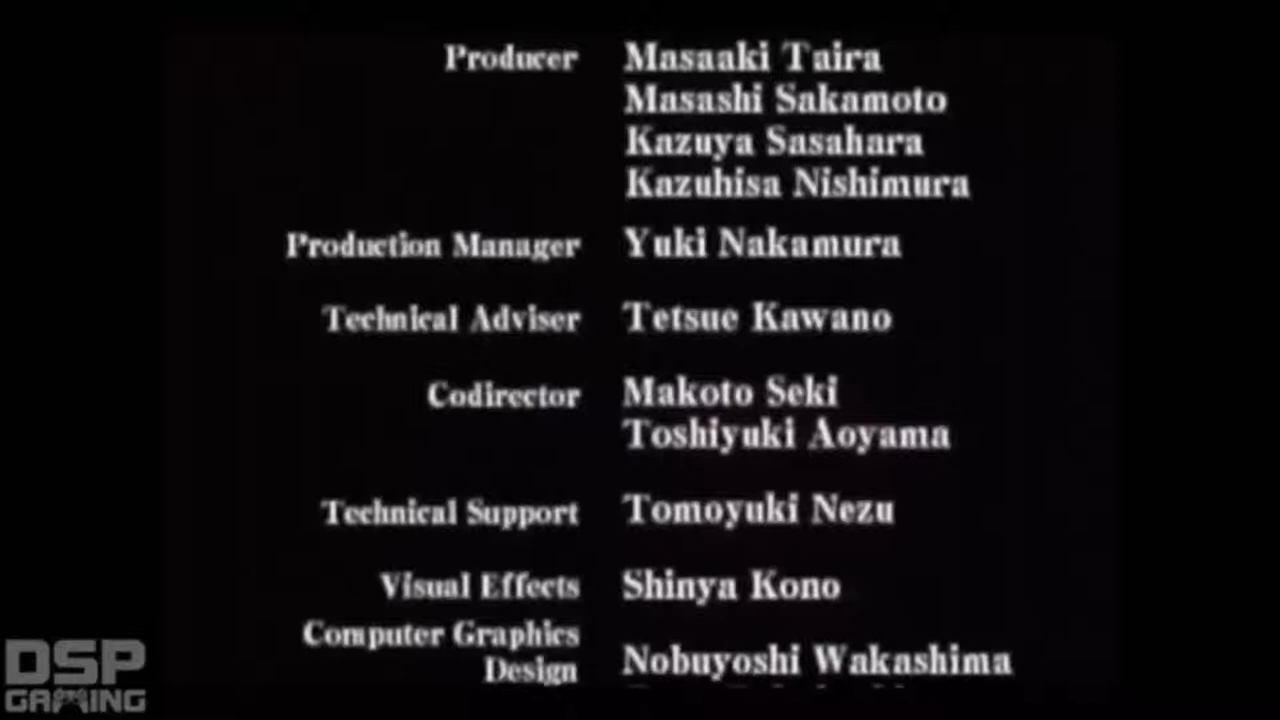 Producer Masaaki Taira
Masashi Sakamoto
Kazuya Sasahara
Kazuhisa Nishimura
Production Manager Yuki Nakamura
Technical Adviser Tetsue Kawano
Codirector Makoto Seki
Toshiyuki Aoyama
Technical Support Tomoyuki Nezu
Visual Effects Shinya Kono
Computer Graphics
Design Nobuyoshi Wakashima
DSP
GAMING